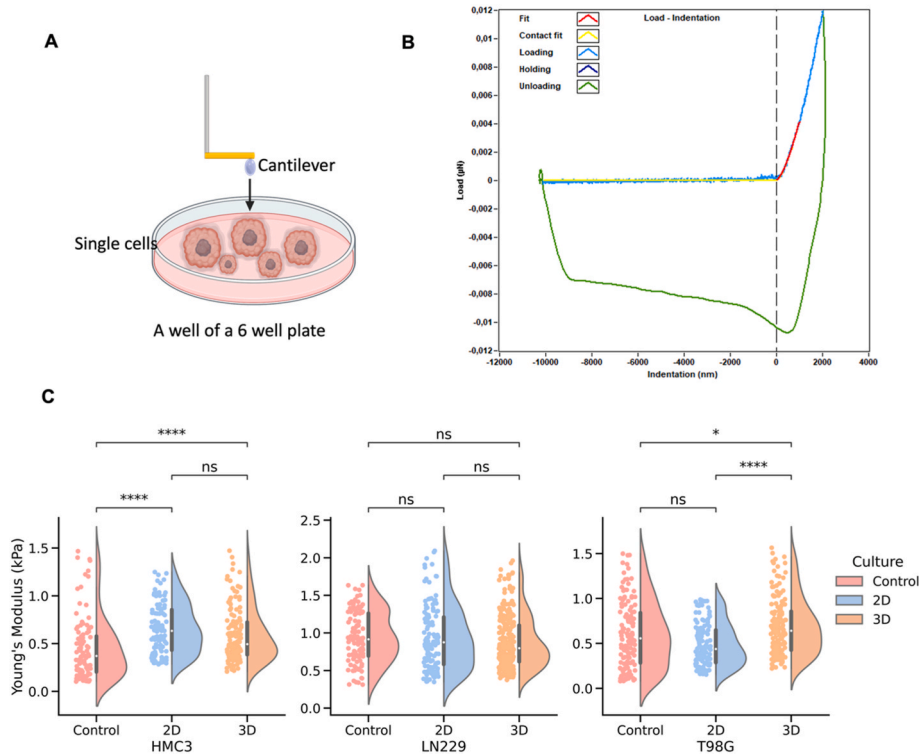 A
Cantilever
Single cells
A well of a 6 well plate
B
Load - Indentation
Fit
Contact fit
Loading
Holding
Unloading
Load (µN)
0,012
0,01
0,008
0,006
0,004
0,002
0
-0,002
-0,004
-0,006
-0,008
-0,01
-0,012
-12000 -10000 -8000 -6000 -4000 -2000 0 2000 4000
Indentation (nm)
C
**** ns *
ns ns ****
**** ns ns
Young's Modulus (kPa)
1.5
1.0
0.5
0.0
Control 2D 3D
HMC3
2.5
2.0
1.5
1.0
0.5
0.0
Control 2D 3D
LN229
1.5
1.0
0.5
0.0
Control 2D 3D
T98G
Culture
Control
2D
3D